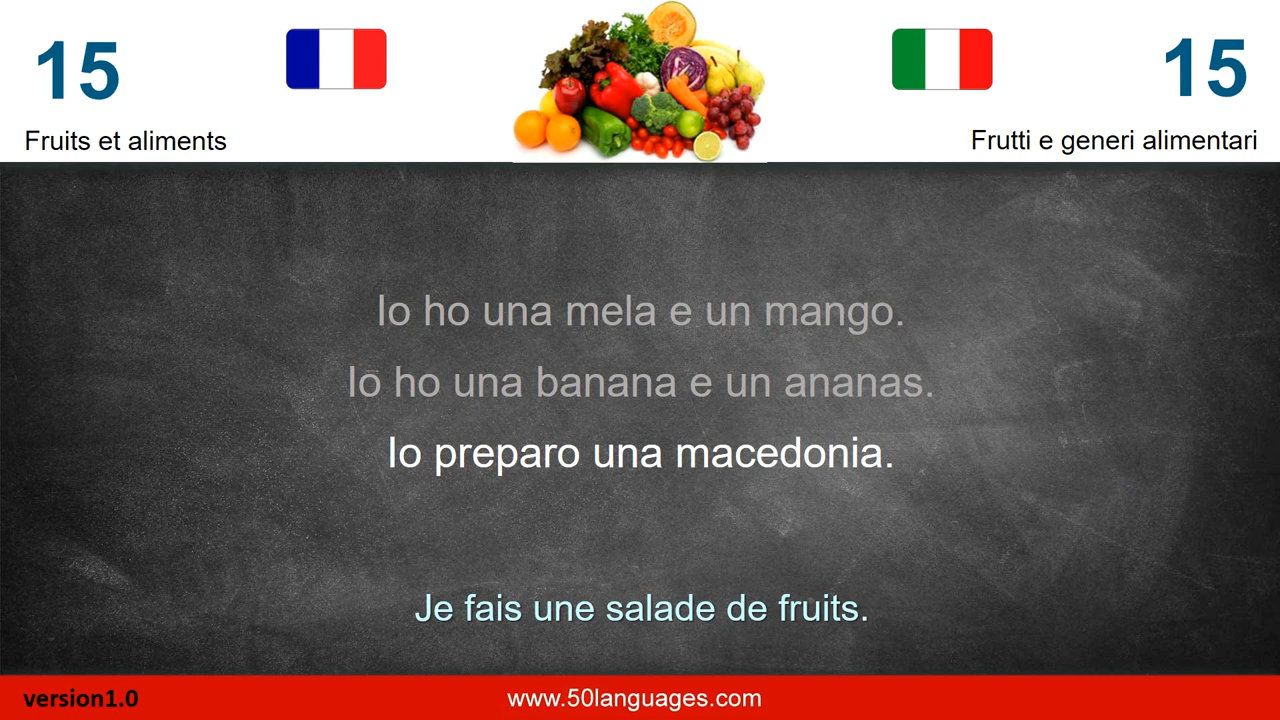 15
15
Fruits et aliments
Frutti e generi alimentari
Io ho una mela e un mango.
Iō ho una banana e un ananas.
Io preparo una macedonia.
Je fais une salade de fruits.
version1.0
www.50languages.com